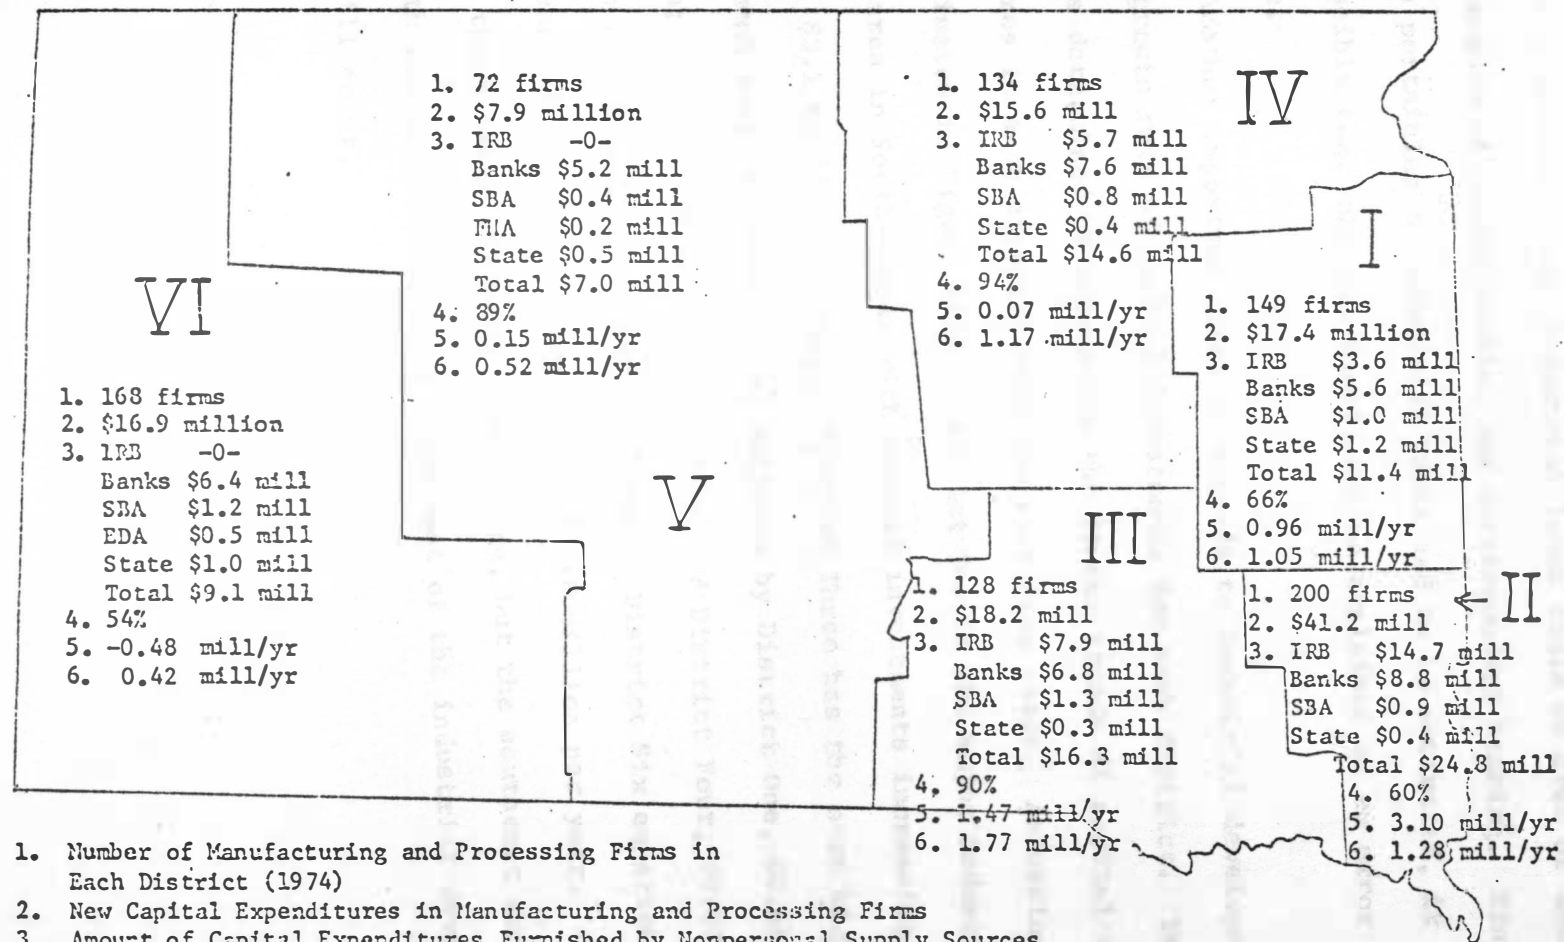 VI
1. 168 firms
2. $16.9 million
3. IRB -0-
Banks $6.4 mill
SBA $1.2 mill
EDA $0.5 mill
State $1.0 mill
Total $9.1 mill
4. 54%
5. -0.48 mill/yr
6. 0.42 mill/yr
V
1. 72 firms
2. $7.9 million
3. IRB -0-
Banks $5.2 mill
SBA $0.4 mill
FHA $0.2 mill
State $0.5 mill
Total $7.0 mill
4. 89%
5. 0.15 mill/yr
6. 0.52 mill/yr
IV
1. 134 firms
2. $15.6 mill
3. IRB $5.7 mill
Banks $7.6 mill
SBA $0.8 mill
State $0.4 mill
Total $14.6 mill
4. 94%
5. 0.07 mill/yr
6. 1.17 mill/yr
I
1. 149 firms
2. $17.4 million
3. IRB $3.6 mill
Banks $5.6 mill
SBA $1.0 mill
State $1.2 mill
Total $11.4 mill
4. 66%
5. 0.96 mill/yr
6. 1.05 mill/yr
III
1. 128 firms
2. $18.2 mill
3. IRB $7.9 mill
Banks $6.8 mill
SBA $1.3 mill
State $0.3 mill
Total $16.3 mill
4. 90%
5. 1.47 mill/yr
6. 1.77 mill/yr
II
1. 200 firms
2. $41.2 mill
3. IRB $14.7 mill
Banks $8.8 mill
SBA $0.9 mill
State $0.4 mill
Total $24.8 mill
4. 60%
5. 3.10 mill/yr
6. 1.28 mill/yr
1. Number of Manufacturing and Processing Firms in
Each District (1974)
2. New Capital Expenditures in Manufacturing and Processing Firms
3. Amount of Capital Expenditures Furnished by Nonpersonal Supply Sources